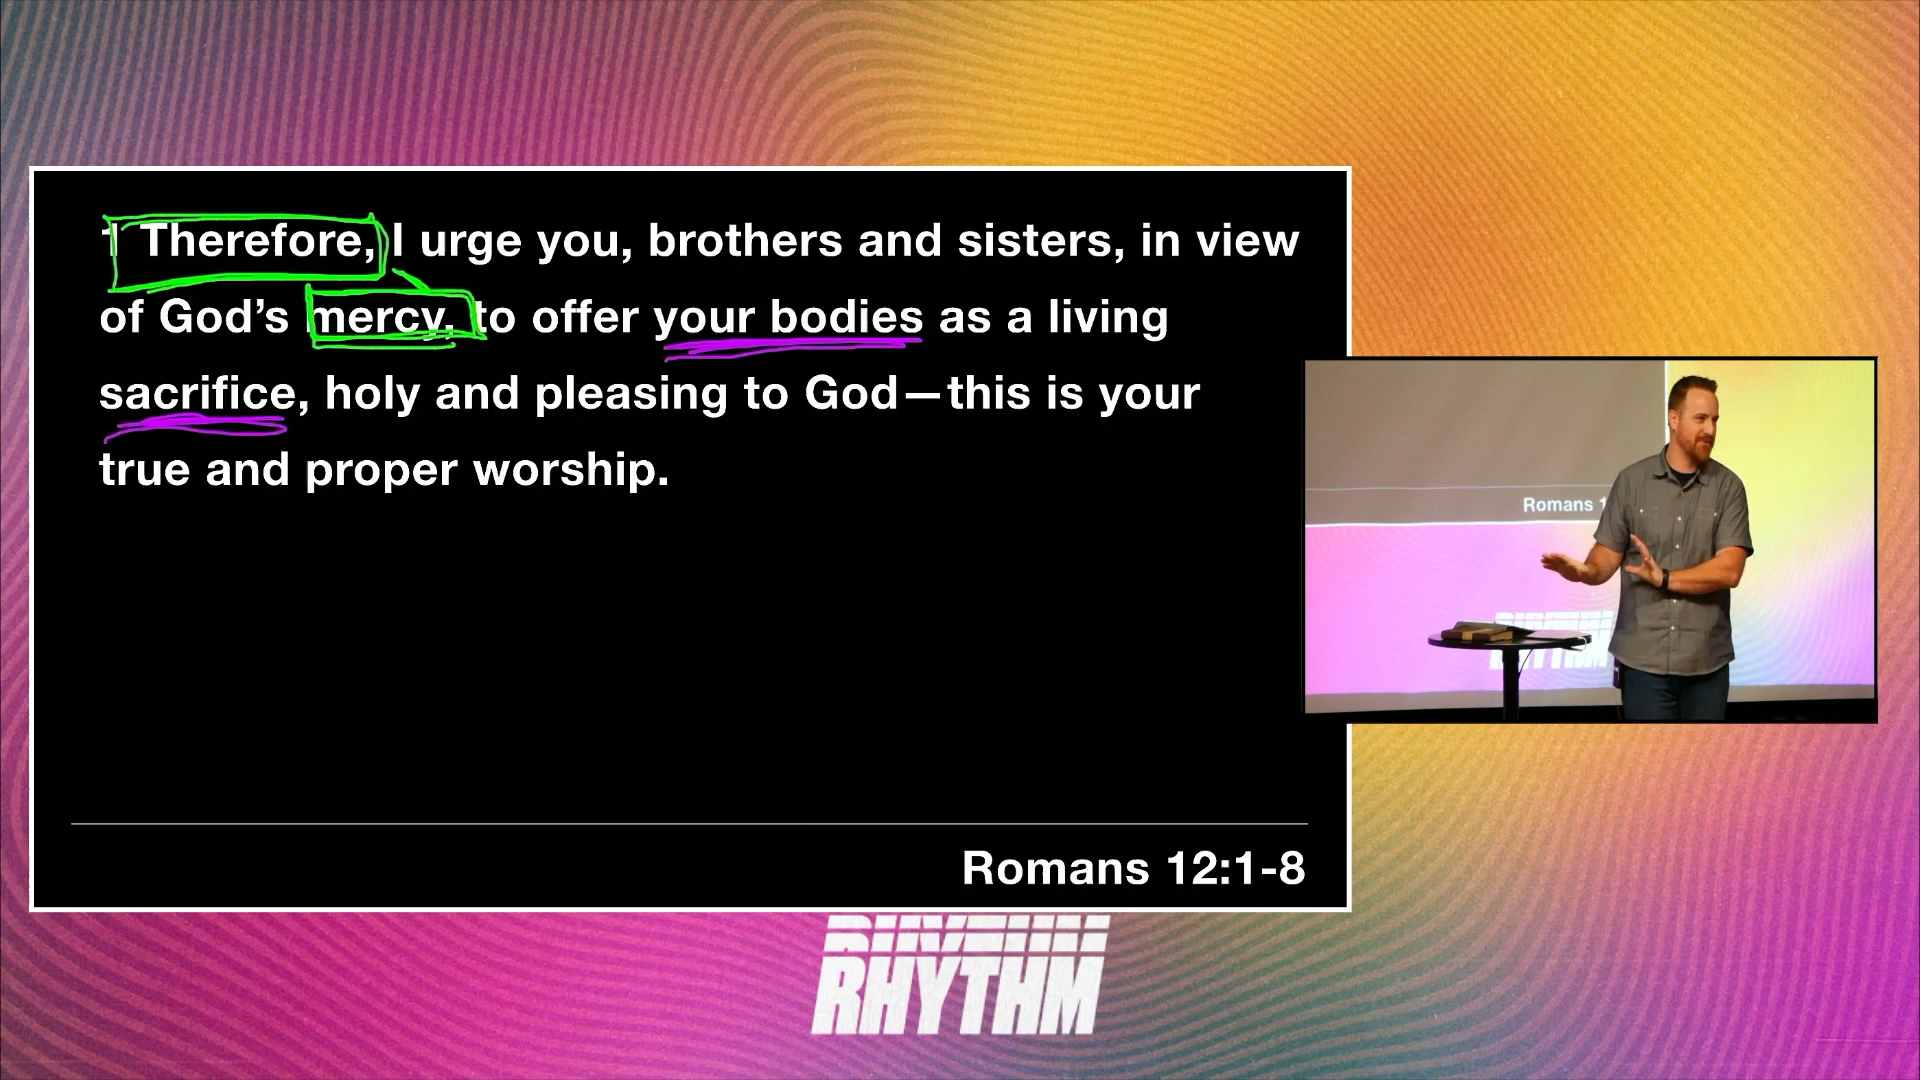 1 Therefore, I urge you, brothers and sisters, in view
of God’s mercy, to offer your bodies as a living
sacrifice, holy and pleasing to God—this is your
true and proper worship.
Romans 12:1-8
Romans 1
RHYTHM
RHYTHM
RHYTHM